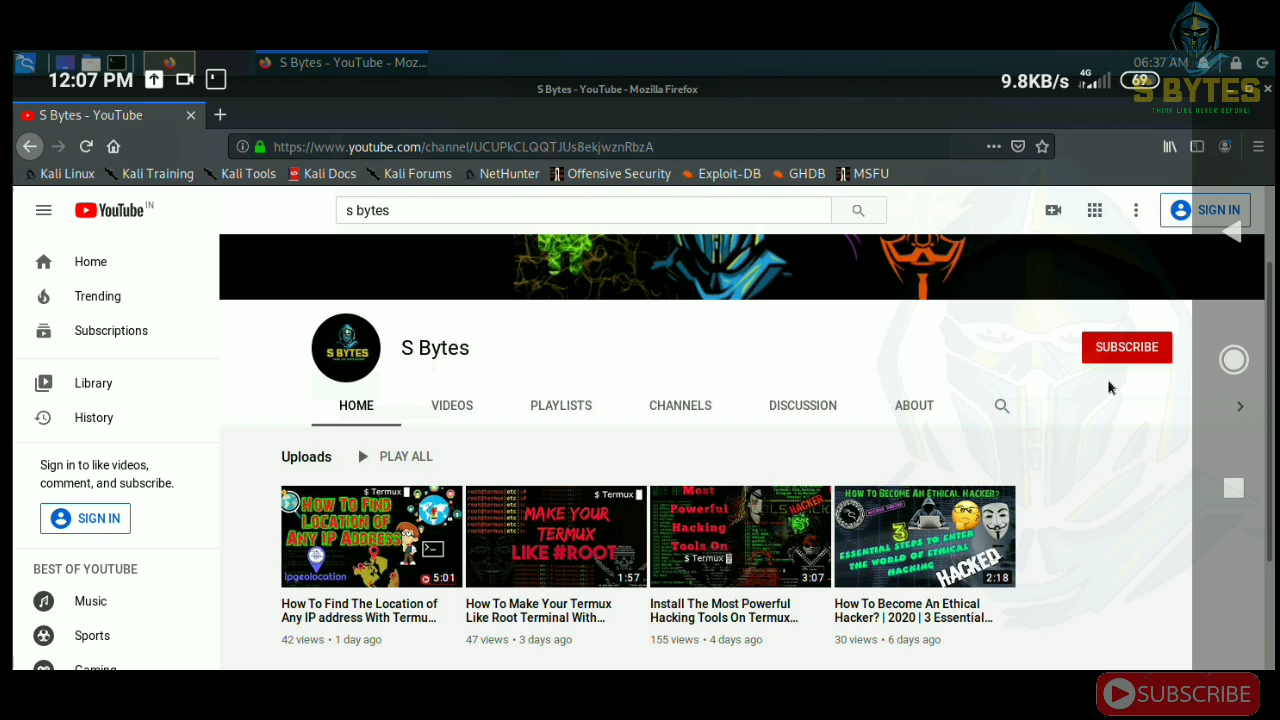 S Bytes - YouTube - Moz...
06:37 AM
12:07 PM
9.8KB/s
4G
69
S Bytes - YouTube - Mozilla Firefox
S BYTES
THINK LIKE NEVER BEFORE!
S Bytes - YouTube
https://www.youtube.com/channel/UCUPkCLQQTJUs8ekjwznRbzA
Kali Linux
Kali Training
Kali Tools
Kali Docs
Kali Forums
NetHunter
Offensive Security
Exploit-DB
GHDB
MSFU
YouTube IN
s bytes
SIGN IN
Home
Trending
Subscriptions
Library
History
Sign in to like videos,
comment, and subscribe.
SIGN IN
BEST OF YOUTUBE
Music
Sports
Gaming
S BYTES
S Bytes
SUBSCRIBE
HOME
VIDEOS
PLAYLISTS
CHANNELS
DISCUSSION
ABOUT
Uploads
PLAY ALL
$ Termux
HOW TO FIND
LOCATION OF
ANY IP ADDRESS
ipgeolocation
5:01
How To Find The Location of
Any IP address With Termu...
42 views • 1 day ago
$ Termux
MAKE YOUR
TERMUX
LIKE #ROOT
1:57
How To Make Your Termux
Like Root Terminal With...
47 views • 3 days ago
Most
Powerful
Hacking
Tools On
$ Termux
HACKER
3:07
Install The Most Powerful
Hacking Tools On Termux...
155 views • 4 days ago
HOW TO BECOME AN ETHICAL HACKER?
3
ESSENTIAL STEPS TO ENTER
THE WORLD OF ETHICAL
HACKING
HACKED
2:18
How To Become An Ethical
Hacker? | 2020 | 3 Essential...
30 views • 6 days ago
SUBSCRIBE